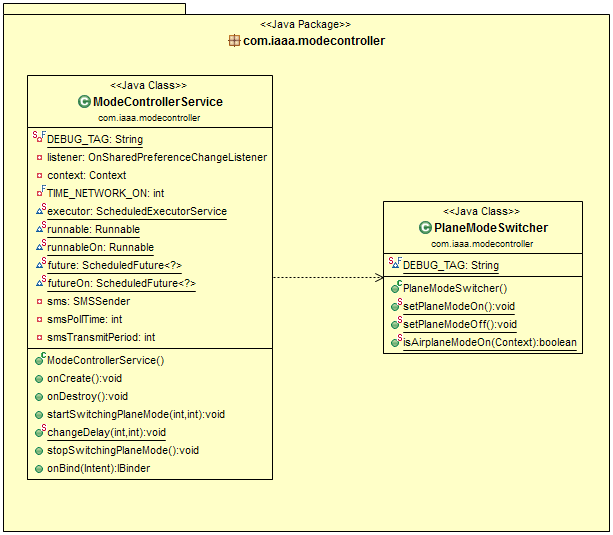 <<Java Package>>
com.iaaa.modecontroller
<<Java Class>>
ModeControllerService
com.iaaa.modecontroller
DEBUG_TAG: String
listener: OnSharedPreferenceChangeListener
context: Context
TIME_NETWORK_ON: int
executor: ScheduledExecutorService
runnable: Runnable
runnableOn: Runnable
future: ScheduledFuture<?>
futureOn: ScheduledFuture<?>
sms: SMSSender
smsPollTime: int
smsTransmitPeriod: int
ModeControllerService()
onCreate():void
onDestroy():void
startSwitchingPlaneMode(int,int):void
changeDelay(int,int):void
stopSwitchingPlaneMode():void
onBind(Intent):IBinder
<<Java Class>>
PlaneModeSwitcher
com.iaaa.modecontroller
DEBUG_TAG: String
PlaneModeSwitcher()
setPlaneModeOn():void
setPlaneModeOff():void
isAirplaneModeOn(Context):boolean